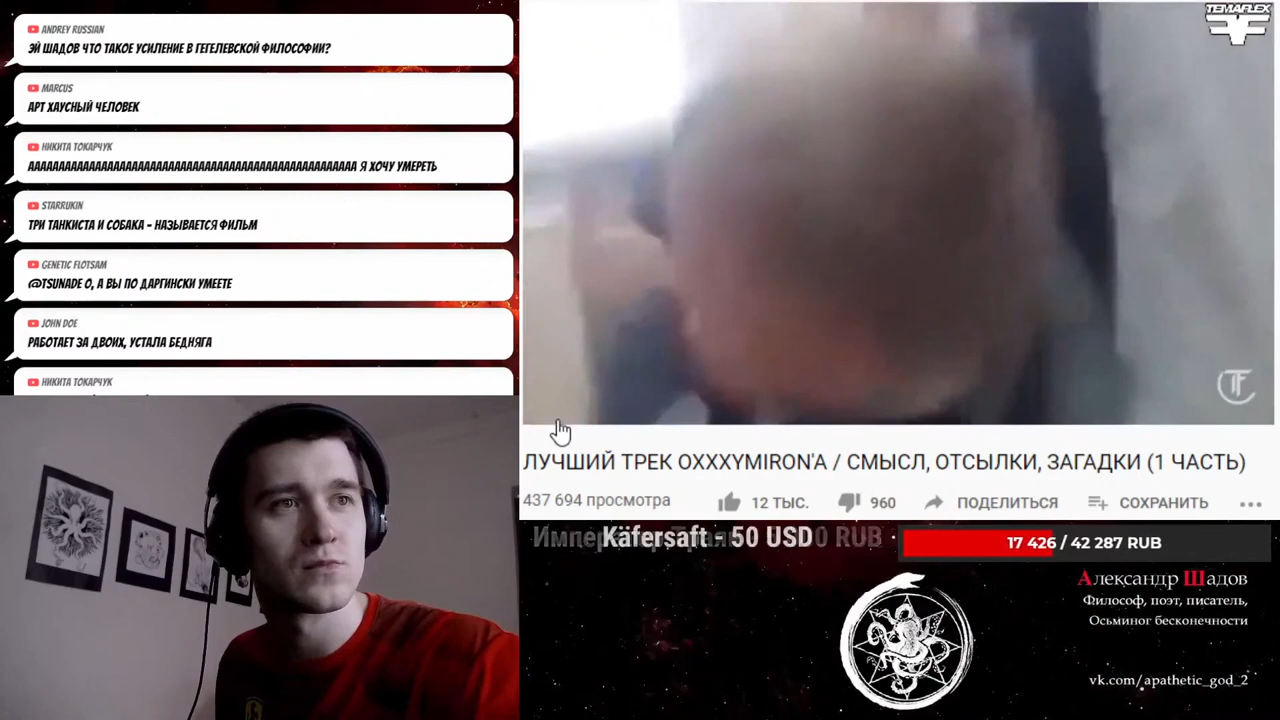 ANDREY RUSSIAN
ЭЙ ШАДОВ ЧТО ТАКОЕ УСИЛЕНИЕ В ГЕГЕЛЕВСКОЙ ФИЛОСОФИИ?
MARCUS
АРТ ХАУСНЫЙ ЧЕЛОВЕК
НИКИТА ТОКАРЧУК
АААААААААААААААААААААААААААААААААААААААААААААААААААААА Я ХОЧУ УМЕРЕТЬ
STARRUKIN
ТРИ ТАНКИСТА И СОБАКА - НАЗЫВАЕТСЯ ФИЛЬМ
GENETIC FLOTSAM
@TSUNADE О, А ВЫ ПО ДАРГИНСКИ УМЕЕТЕ
JOHN DOE
РАБОТАЕТ ЗА ДВОИХ, УСТАЛА БЕДНЯГА
НИКИТА ТОКАРЧУК
TEMAFLEX
TF
ЛУЧШИЙ ТРЕК OXXXYMIRON'A / СМЫСЛ, ОТСЫЛКИ, ЗАГАДКИ (1 ЧАСТЬ)
437 694 просмотра
12 ТЫС.
960
ПОДЕЛИТЬСЯ
СОХРАНИТЬ
Käfersaft - 50 USD
0 RUB
17 426 / 42 287 RUB
Александр Шадов
Философ, поэт, писатель,
Осьминог бесконечности
vk.com/apathetic_god_2